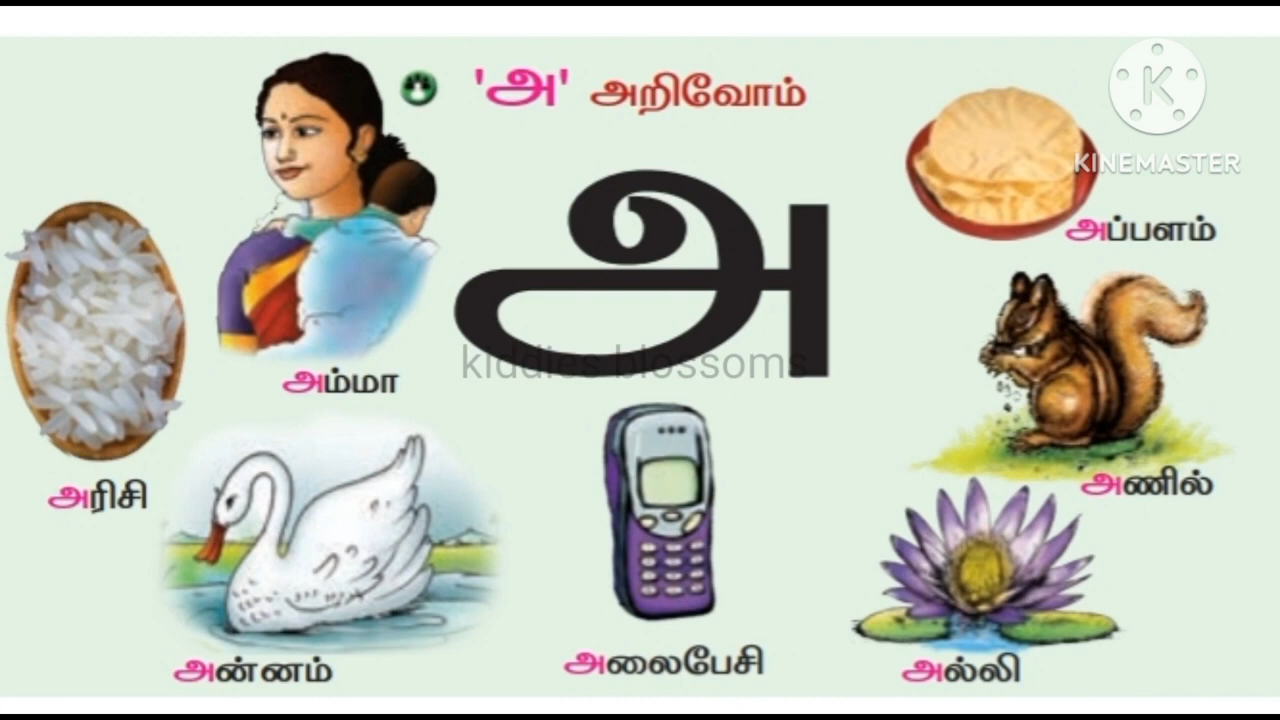 'அ' அறிவோம்
K
KINEMASTER
அ
kiddies blossoms
அப்பளம்
அம்மா
அணில்
அரிசி
அன்னம்
அலைபேசி
அல்லி